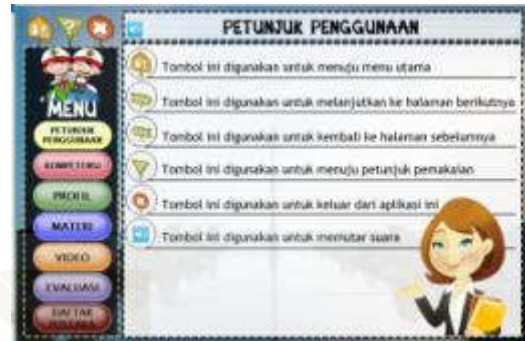 PETUNJUK PENGGUNAAN
Tombol ini digunakan untuk menuju menu utama
Tombol ini digunakan untuk melanjutkan ke halaman berikutnya
Tombol ini digunakan untuk kembali ke halaman sebelumnya
Tombol ini digunakan untuk menuju petunjuk pemakaian
Tombol ini digunakan untuk keluar dari aplikasi ini
Tombol ini digunakan untuk memutar suara
MENU
PETUNJUK
PENGGUNAAN
KOMPETENSI
PROFIL
MATERI
VIDEO
EVALUASI
DAFTAR
PUSTAKA